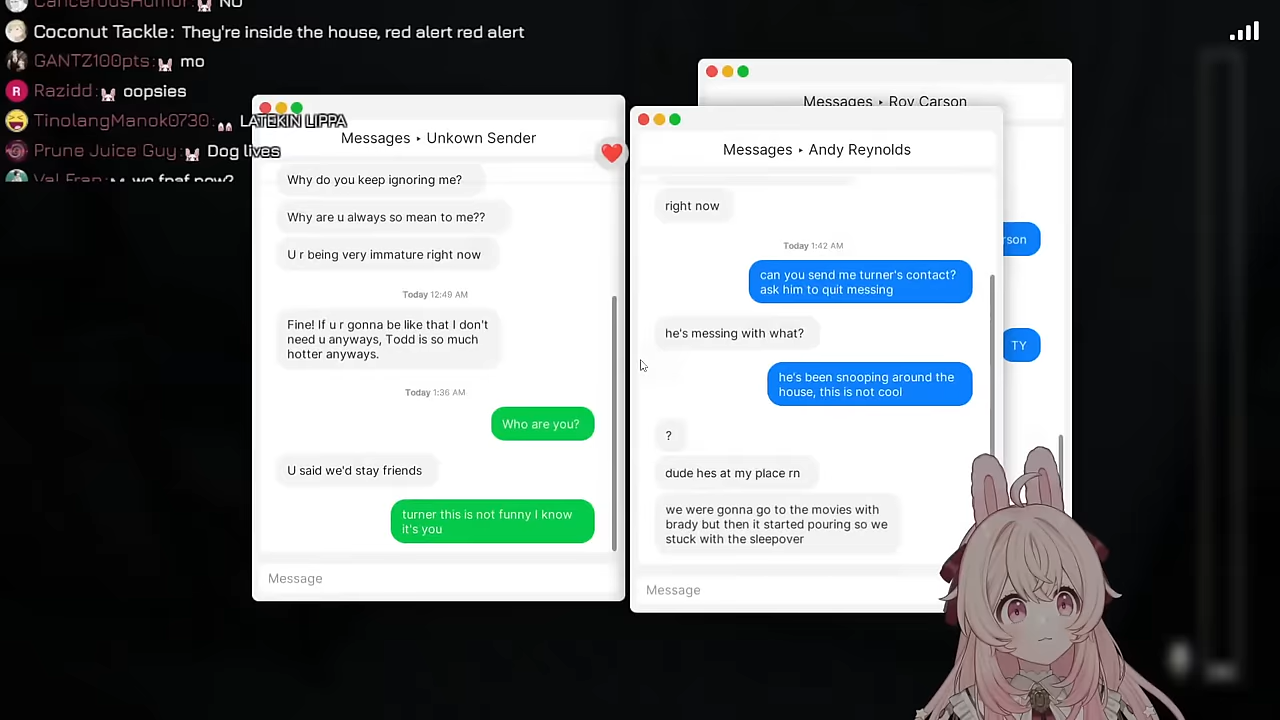 NO
Coconut Tackle: They're inside the house, red alert red alert
GANTZ100pts: mo
Razidd: oopsies
TinolangManok0730: LATEKIN LIPPA
Prune Juice Guy: Dog lives
R
Messages ▸ Unkown Sender
Why do you keep ignoring me?
Why are u always so mean to me??
U r being very immature right now
Today 12:49 AM
Fine! If u r gonna be like that I don't
need u anyways, Todd is so much
hotter anyways.
Today 1:36 AM
Who are you?
U said we'd stay friends
turner this is not funny I know
it's you
Message
Messages ▸ Roy Carson
rson
TY
Messages ▸ Andy Reynolds
right now
Today 1:42 AM
can you send me turner's contact?
ask him to quit messing
he's messing with what?
he's been snooping around the
house, this is not cool
?
dude hes at my place rn
we were gonna go to the movies with
brady but then it started pouring so we
stuck with the sleepover
Message